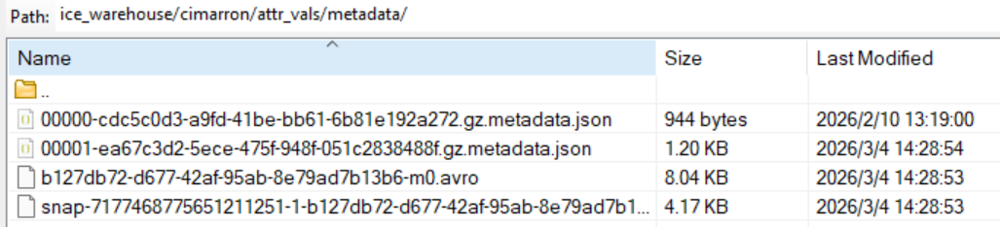 Path: ice_warehouse/cimarron/attr_vals/metadata/
Name Size Last Modified
..
00000-cdc5c0d3-a9fd-41be-bb61-6b81e192a272.gz.metadata.json 944 bytes 2026/2/10 13:19:00
00001-ea67c3d2-5ece-475f-948f-051c2838488f.gz.metadata.json 1.20 KB 2026/3/4 14:28:54
b127db72-d677-42af-95ab-8e79ad7b13b6-m0.avro 8.04 KB 2026/3/4 14:28:53
snap-7177468775651211251-1-b127db72-d677-42af-95ab-8e79ad7b1... 4.17 KB 2026/3/4 14:28:53